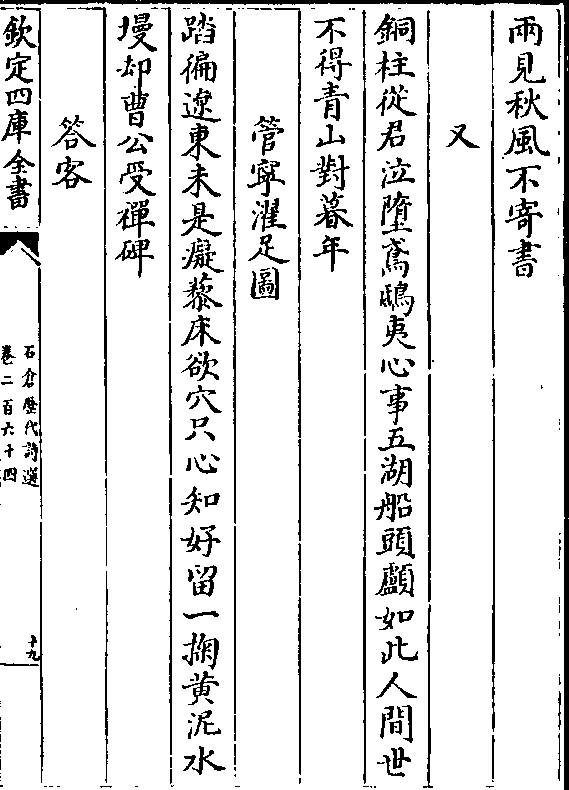 兩見秋風不寄書
又
銅柱從君泣墮鳶鴟夷心事五湖船頭顱如此人間世
不得青山對暮年
管寧濯足圖
踏徧遼東未是癡藜床欲穴只心知好留一掬黄泥水
墁却曹公受禪碑
答客
欽定四庫全書
石倉歷代詩選
卷二百六十四
十九